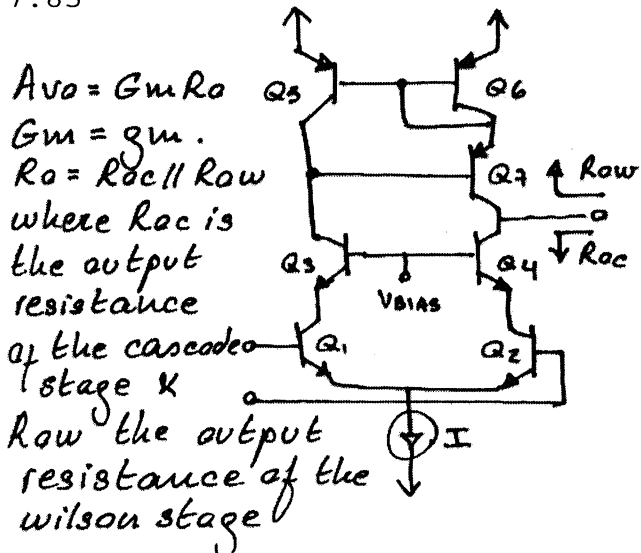 7.85
Avo = Gm Ro
Gm = gm.
Ro = Roc // Row
where Roc is
the output
resistance
of the cascode
stage &
Row the output
resistance of the
wilson stage
Q5
Q6
Q7
Row
Roc
Q3
Q4
VBIAS
Q1
Q2
I